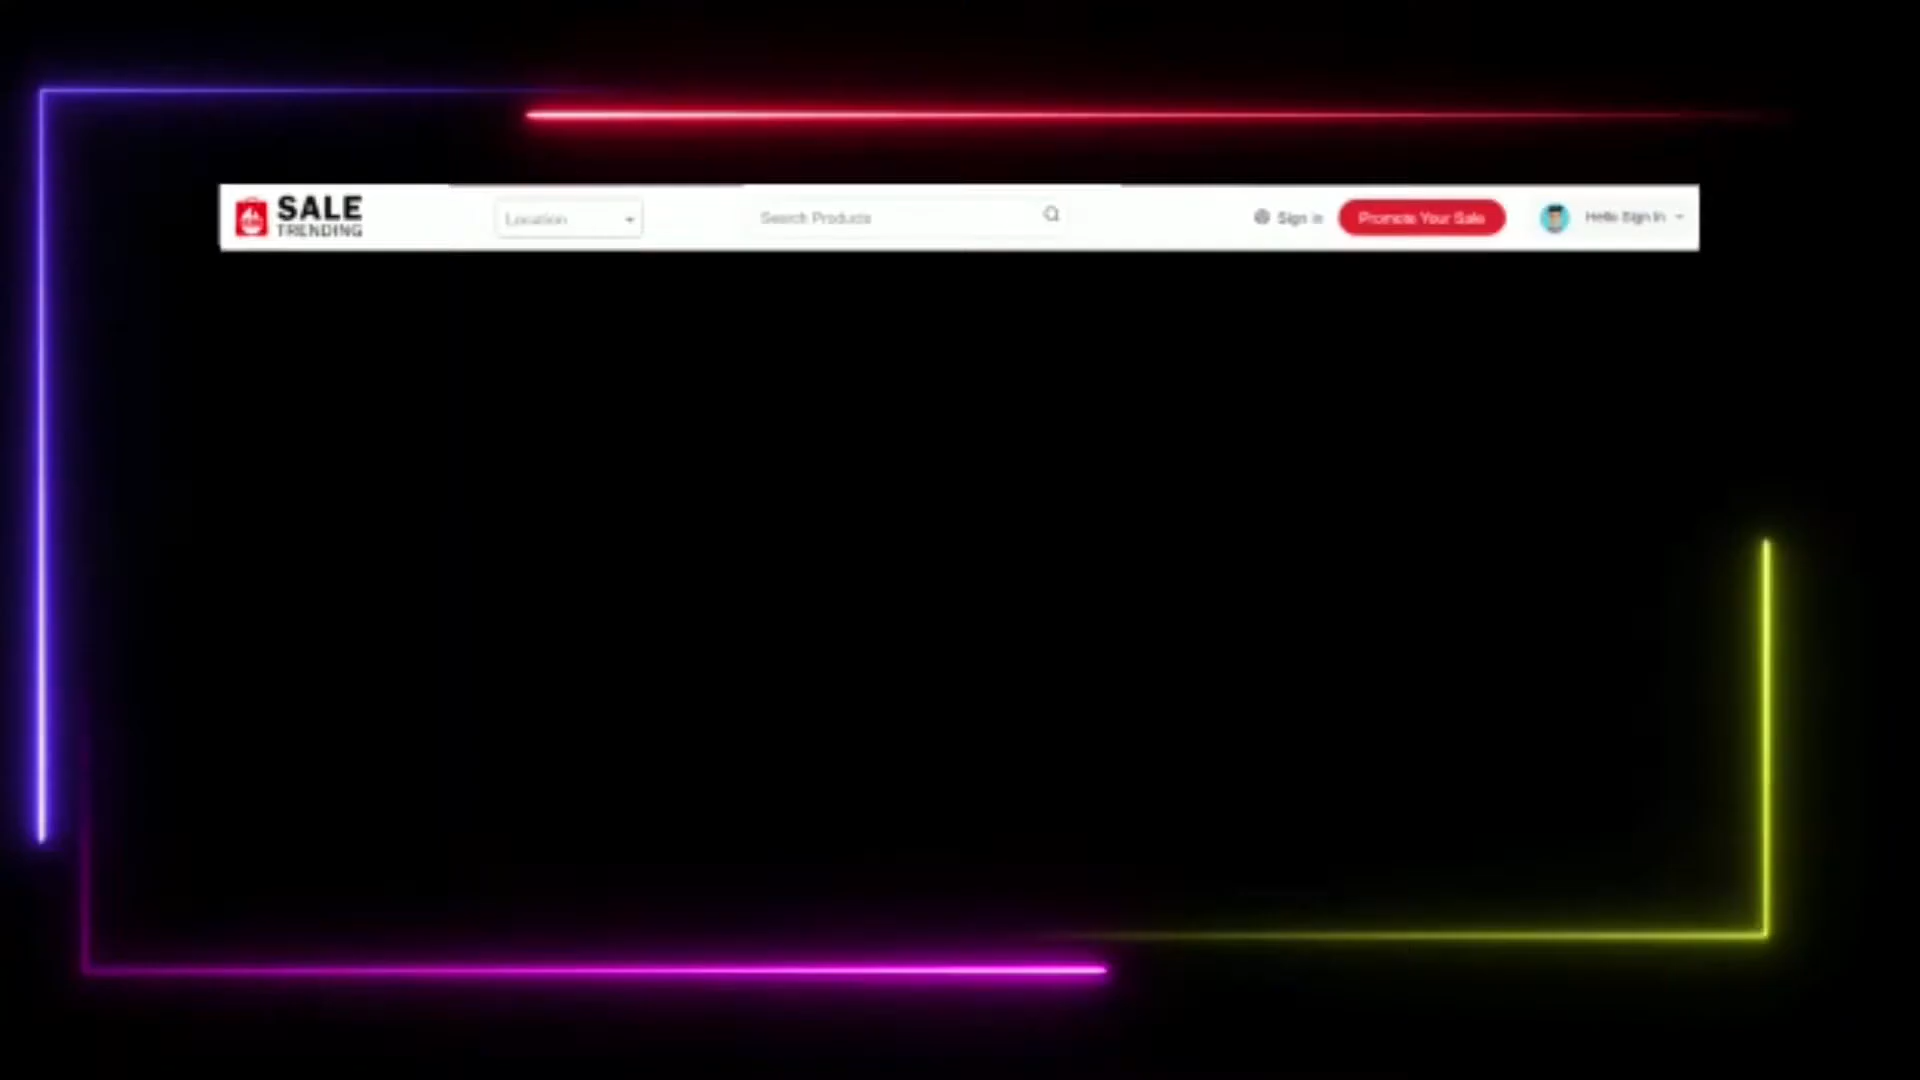 SALE
TRENDING
Location
Search Products
Sign in
Promote Your Sale
Hello Sign In